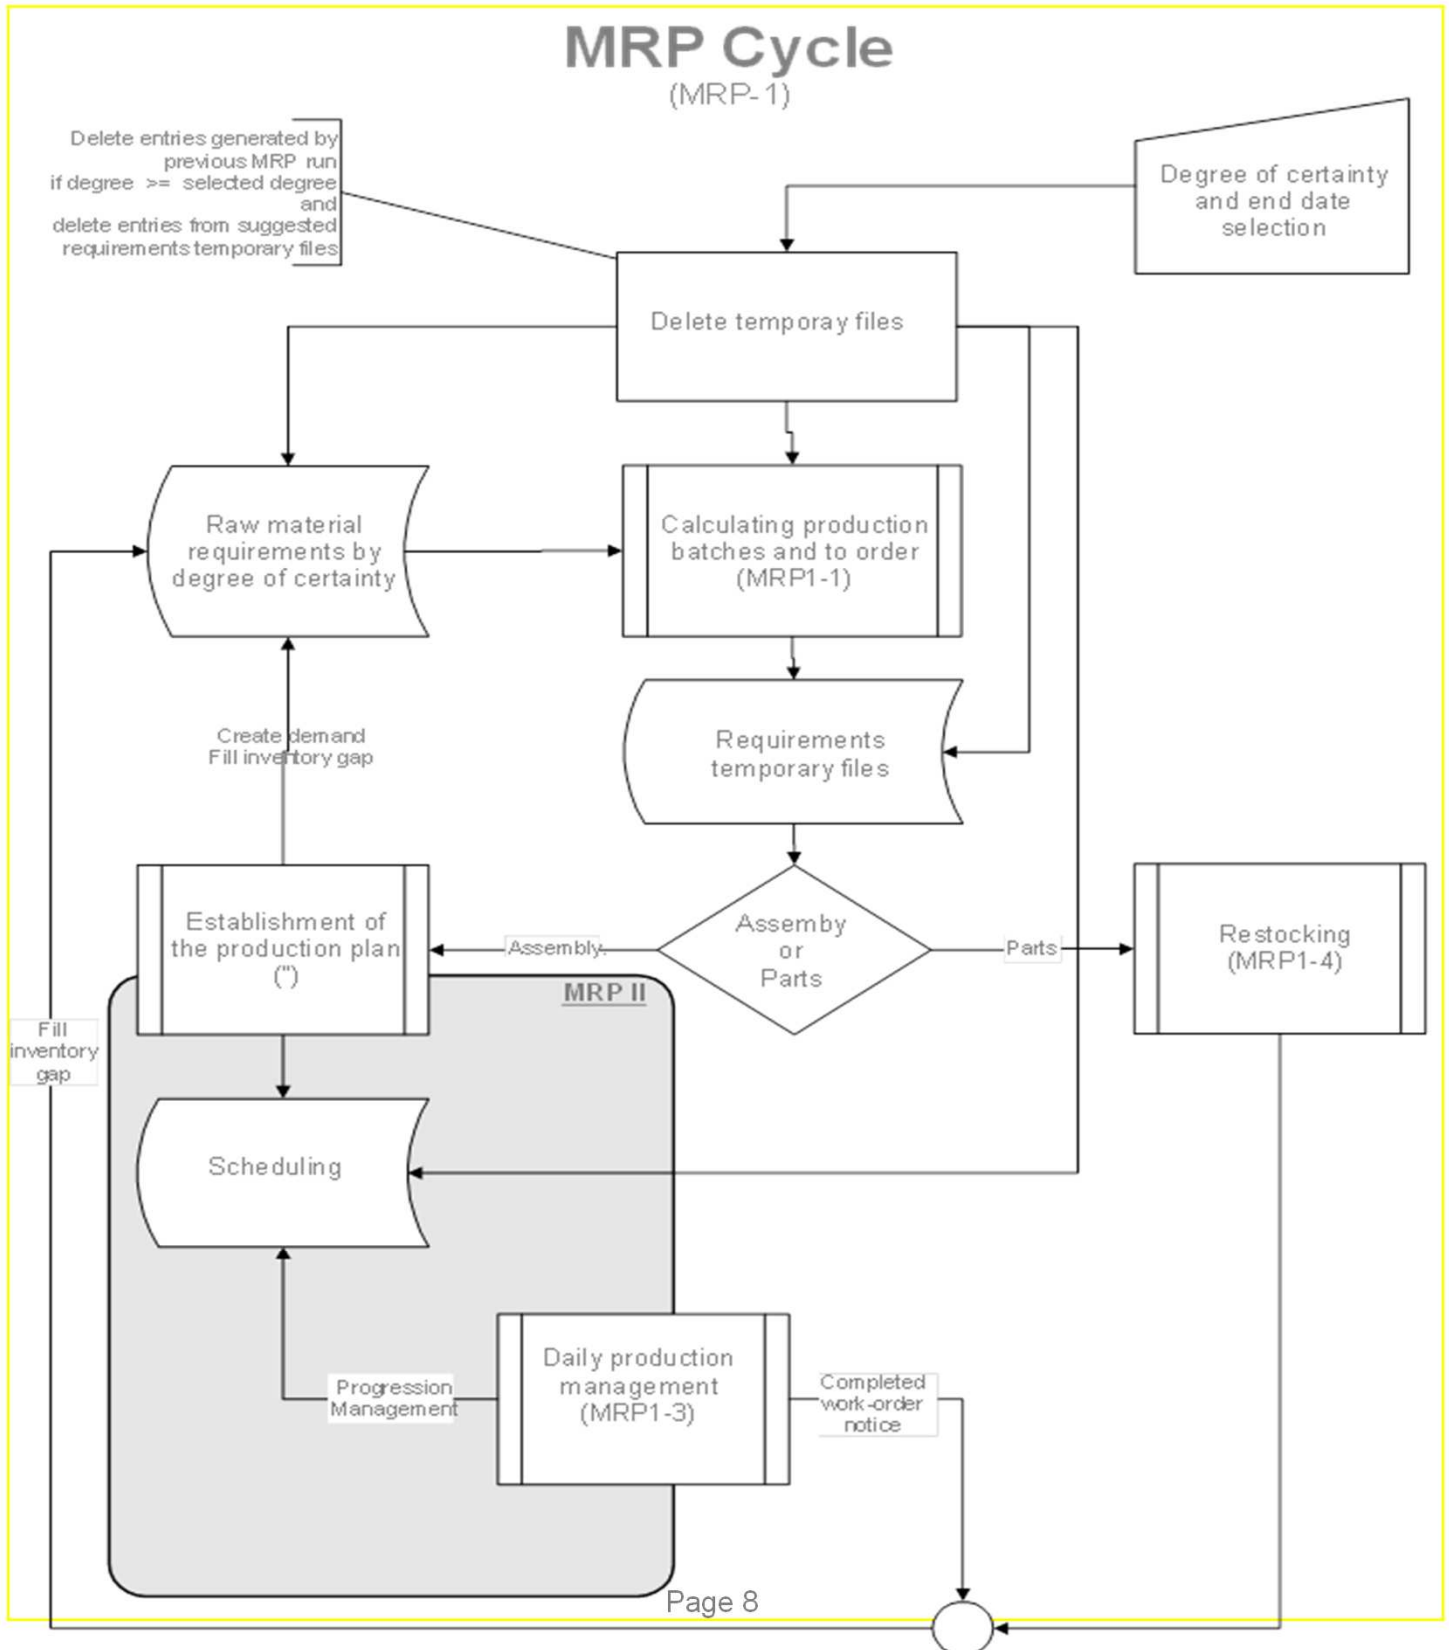 MRP Cycle
(MRP-1)
Delete entries generated by
previous MRP run
if degree >= selected degree
and
delete entries from suggested
requirements temporary files
Degree of certainty
and end date
selection
Delete temporay files
Raw material
requirements by
degree of certainty
Calculating production
batches and to order
(MRP1-1)
Requirements
temporary files
Create demand
Fill inventory gap
Establishment of
the production plan
(")
Assembly.
Assemby
or
Parts
Parts
Restocking
(MRP1-4)
MRP II
Fill
inventory
gap
Scheduling
Daily production
management
(MRP1-3)
Progression
Management
Completed
work-order
notice
Page 8